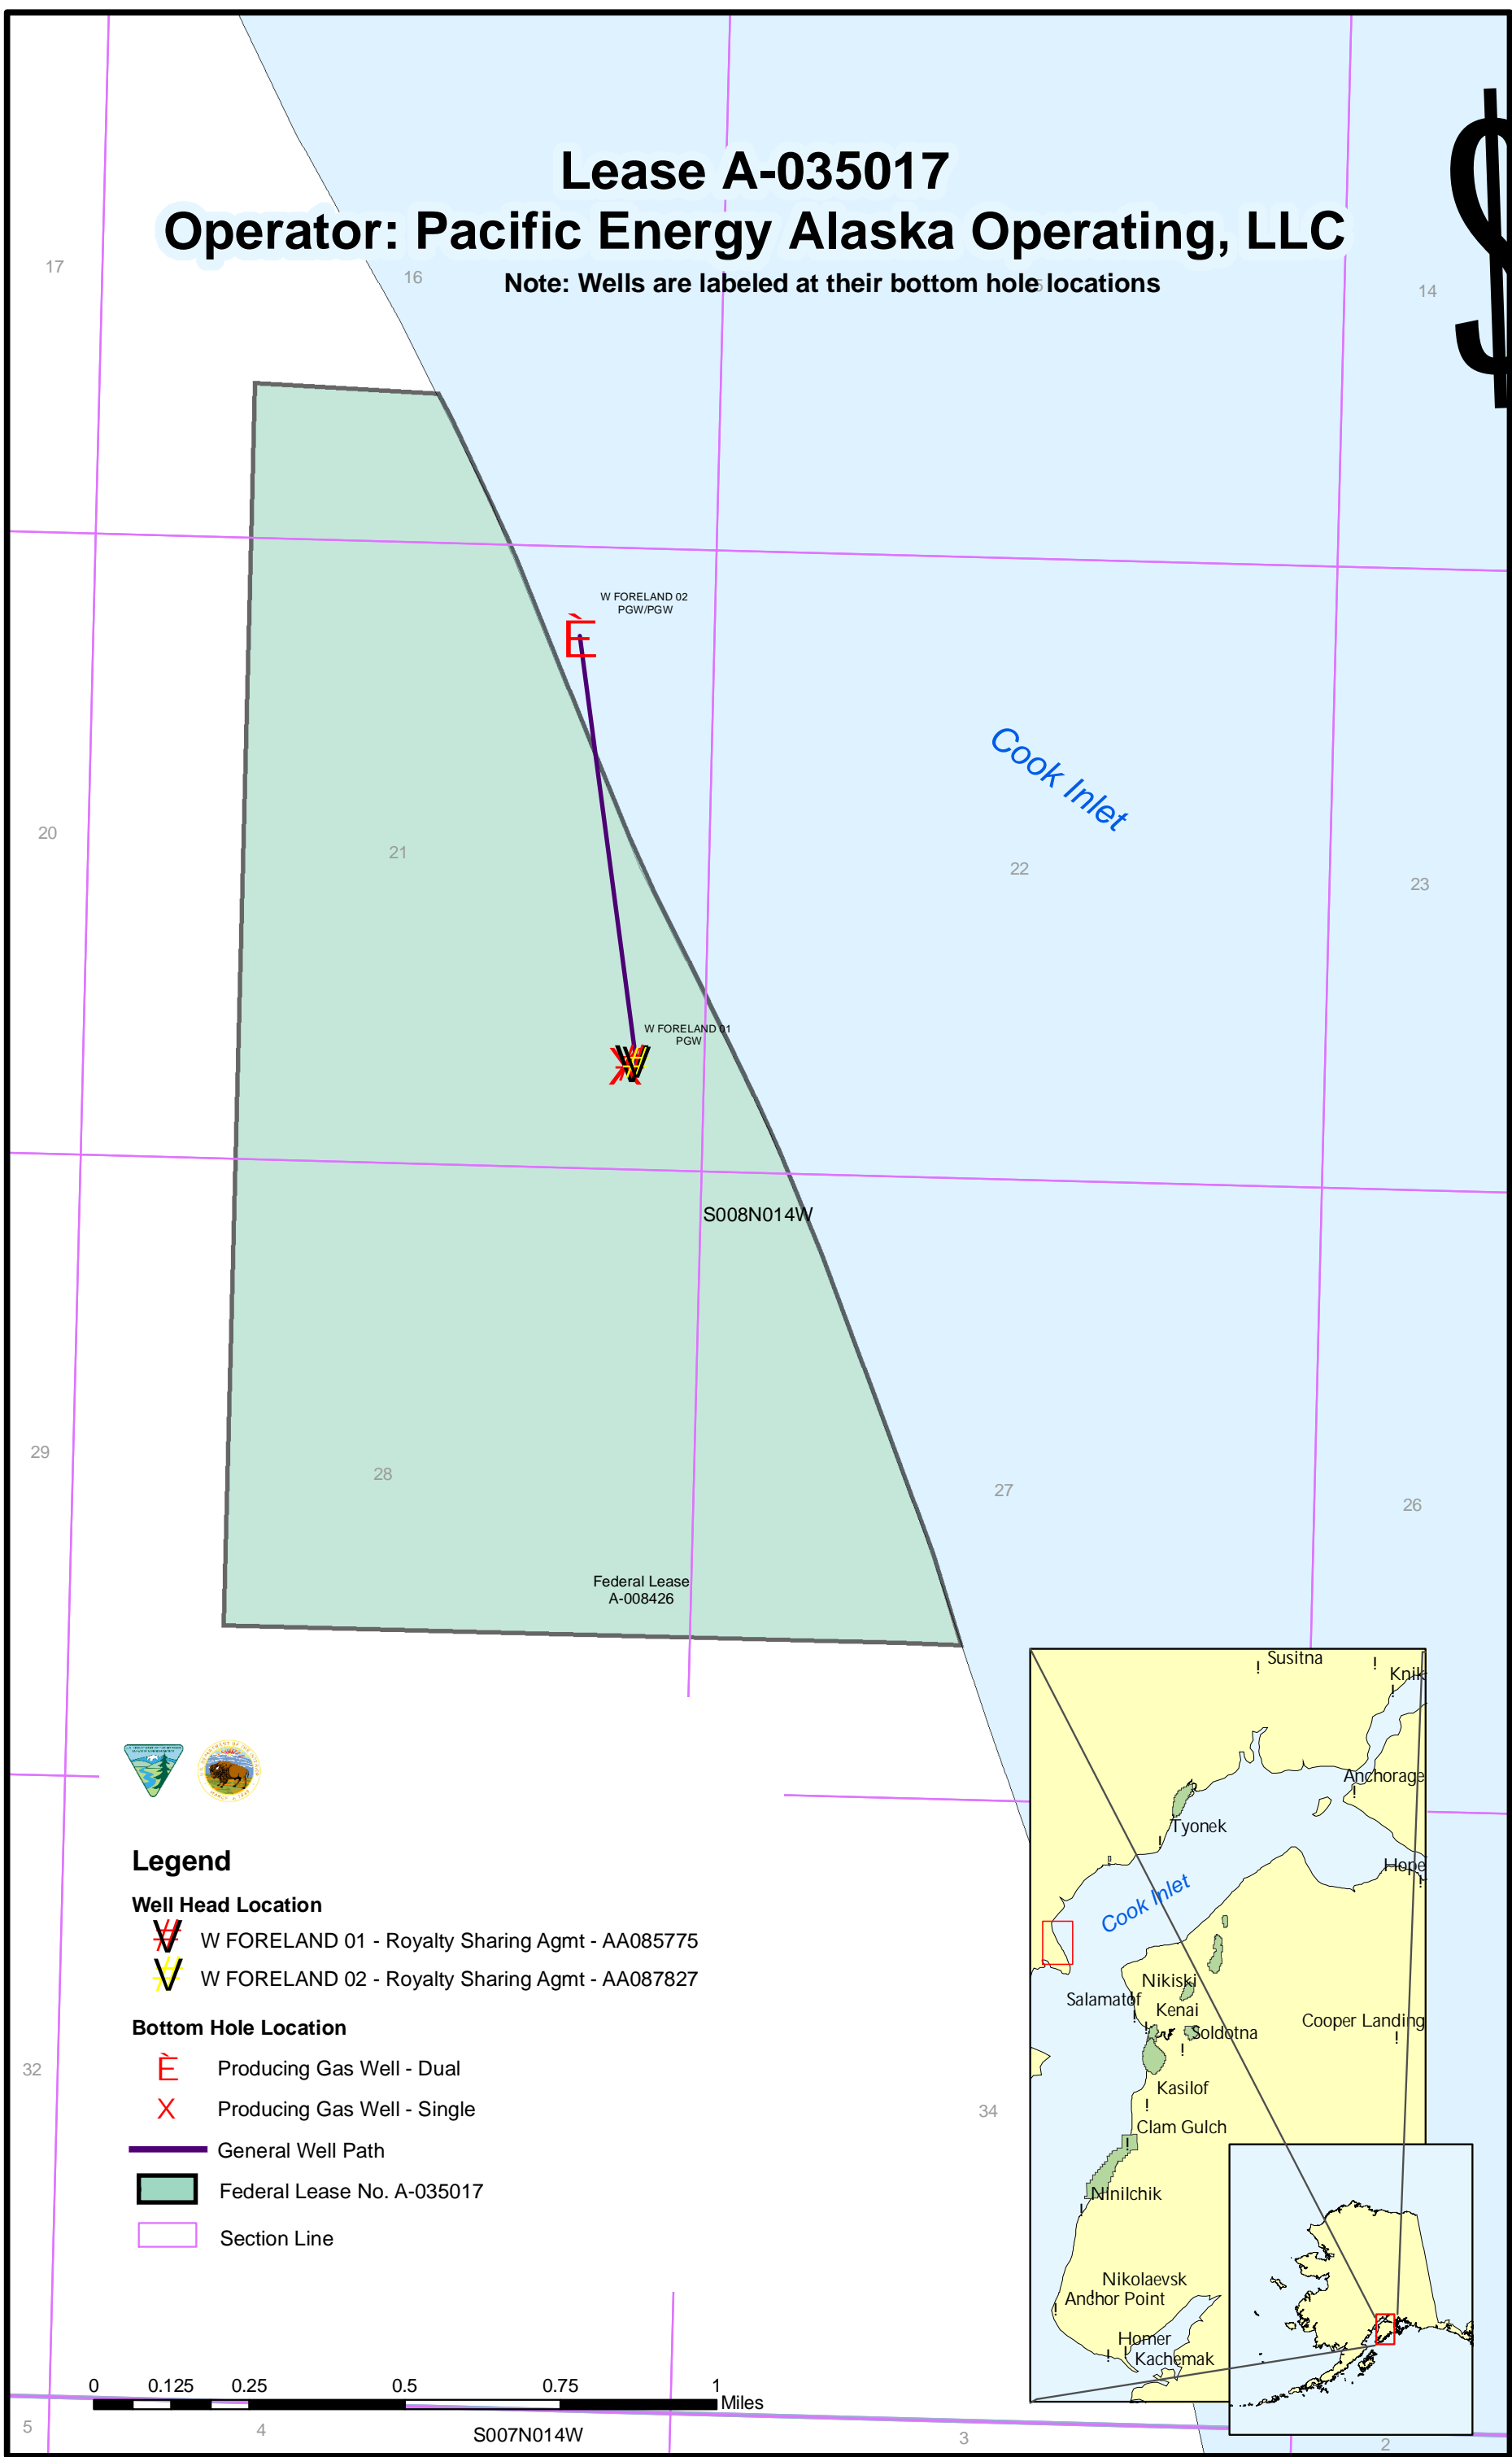 Lease A-035017
Operator: Pacific Energy Alaska Operating, LLC
Note: Wells are labeled at their bottom hole locations
$
17
16
14
W FORELAND 02
PGW/PGW
È
Cook Inlet
20
21
22
23
W FORELAND 01
PGW
S008N014W
29
28
27
26
Federal Lease
A-008426
Legend
Well Head Location
W FORELAND 01 - Royalty Sharing Agmt - AA085775
W FORELAND 02 - Royalty Sharing Agmt - AA087827
Bottom Hole Location
È Producing Gas Well - Dual
X Producing Gas Well - Single
General Well Path
Federal Lease No. A-035017
Section Line
32
34
Susitna
Knik
Anchorage
Tyonek
Hope
Cook Inlet
Nikiski
Salamatof
Kenai
Soldotna
Cooper Landing
Kasilof
Clam Gulch
Ninilchik
Nikolaevsk
Anchor Point
Homer
Kachemak
0 0.125 0.25 0.5 0.75 1
Miles
5
4
S007N014W
3
2